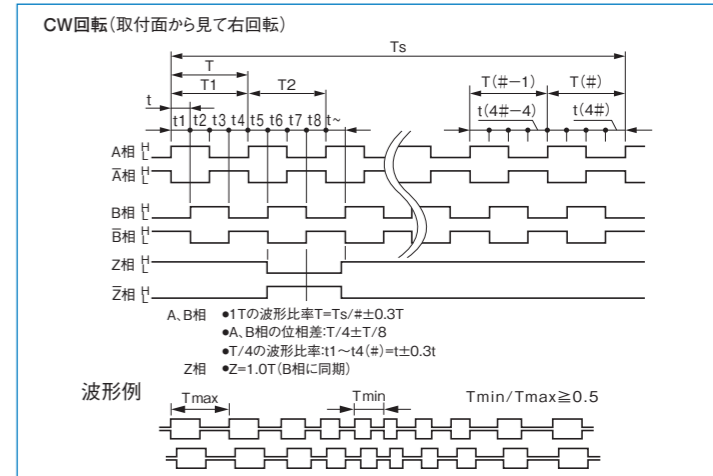 CW回転(取付面から見て右回転)
Ts
T
T1 T2 T(#−1) T(#)
t t(4#−4) t(4#)
t1 t2 t3 t4 t5 t6 t7 t8 t~
A相 H L
A̅相 H L
B相 H L
B̅相 H L
Z相 H L
Z̅相 H L
A、B相 ●1Tの波形比率T=Ts/#±0.3T
●A、B相の位相差:T/4±T/8
●T/4の波形比率:t1～t4(#)=t±0.3t
Z相 ●Z=1.0T(B相に同期)
波形例 Tmax Tmin Tmin/Tmax≧0.5